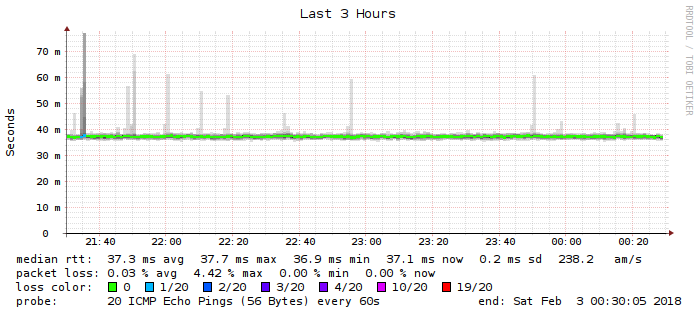 Last 3 Hours
RRDTOOL / TOBI OETIKER
Seconds
70 m
60 m
50 m
40 m
30 m
20 m
10 m
0
21:40 22:00 22:20 22:40 23:00 23:20 23:40 00:00 00:20
median rtt: 37.3 ms avg 37.7 ms max 36.9 ms min 37.1 ms now 0.2 ms sd 238.2 am/s
packet loss: 0.03 % avg 4.42 % max 0.00 % min 0.00 % now
loss color: 0 1/20 2/20 3/20 4/20 10/20 19/20
probe: 20 ICMP Echo Pings (56 Bytes) every 60s end: Sat Feb 3 00:30:05 2018